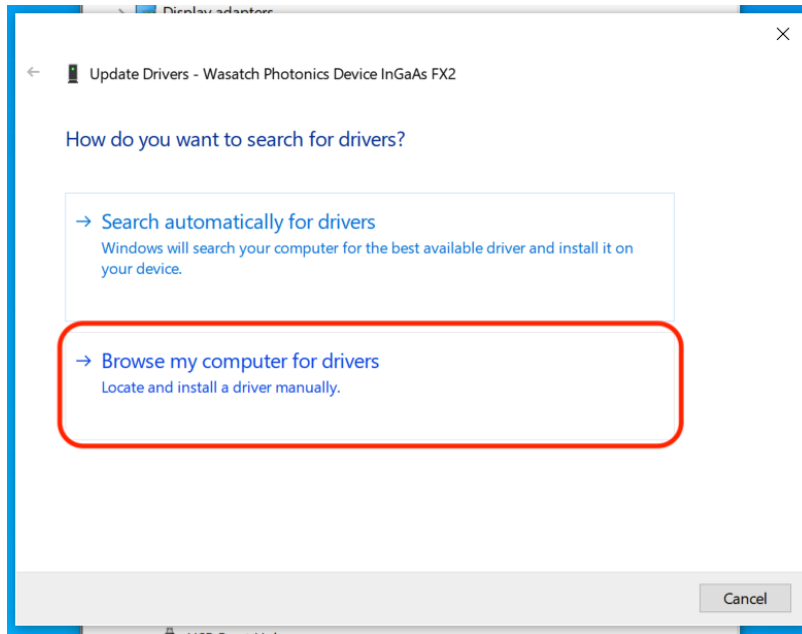 Display adapters
Update Drivers - Wasatch Photonics Device InGaAs FX2
How do you want to search for drivers?
Search automatically for drivers
Windows will search your computer for the best available driver and install it on
your device.
Browse my computer for drivers
Locate and install a driver manually.
Cancel